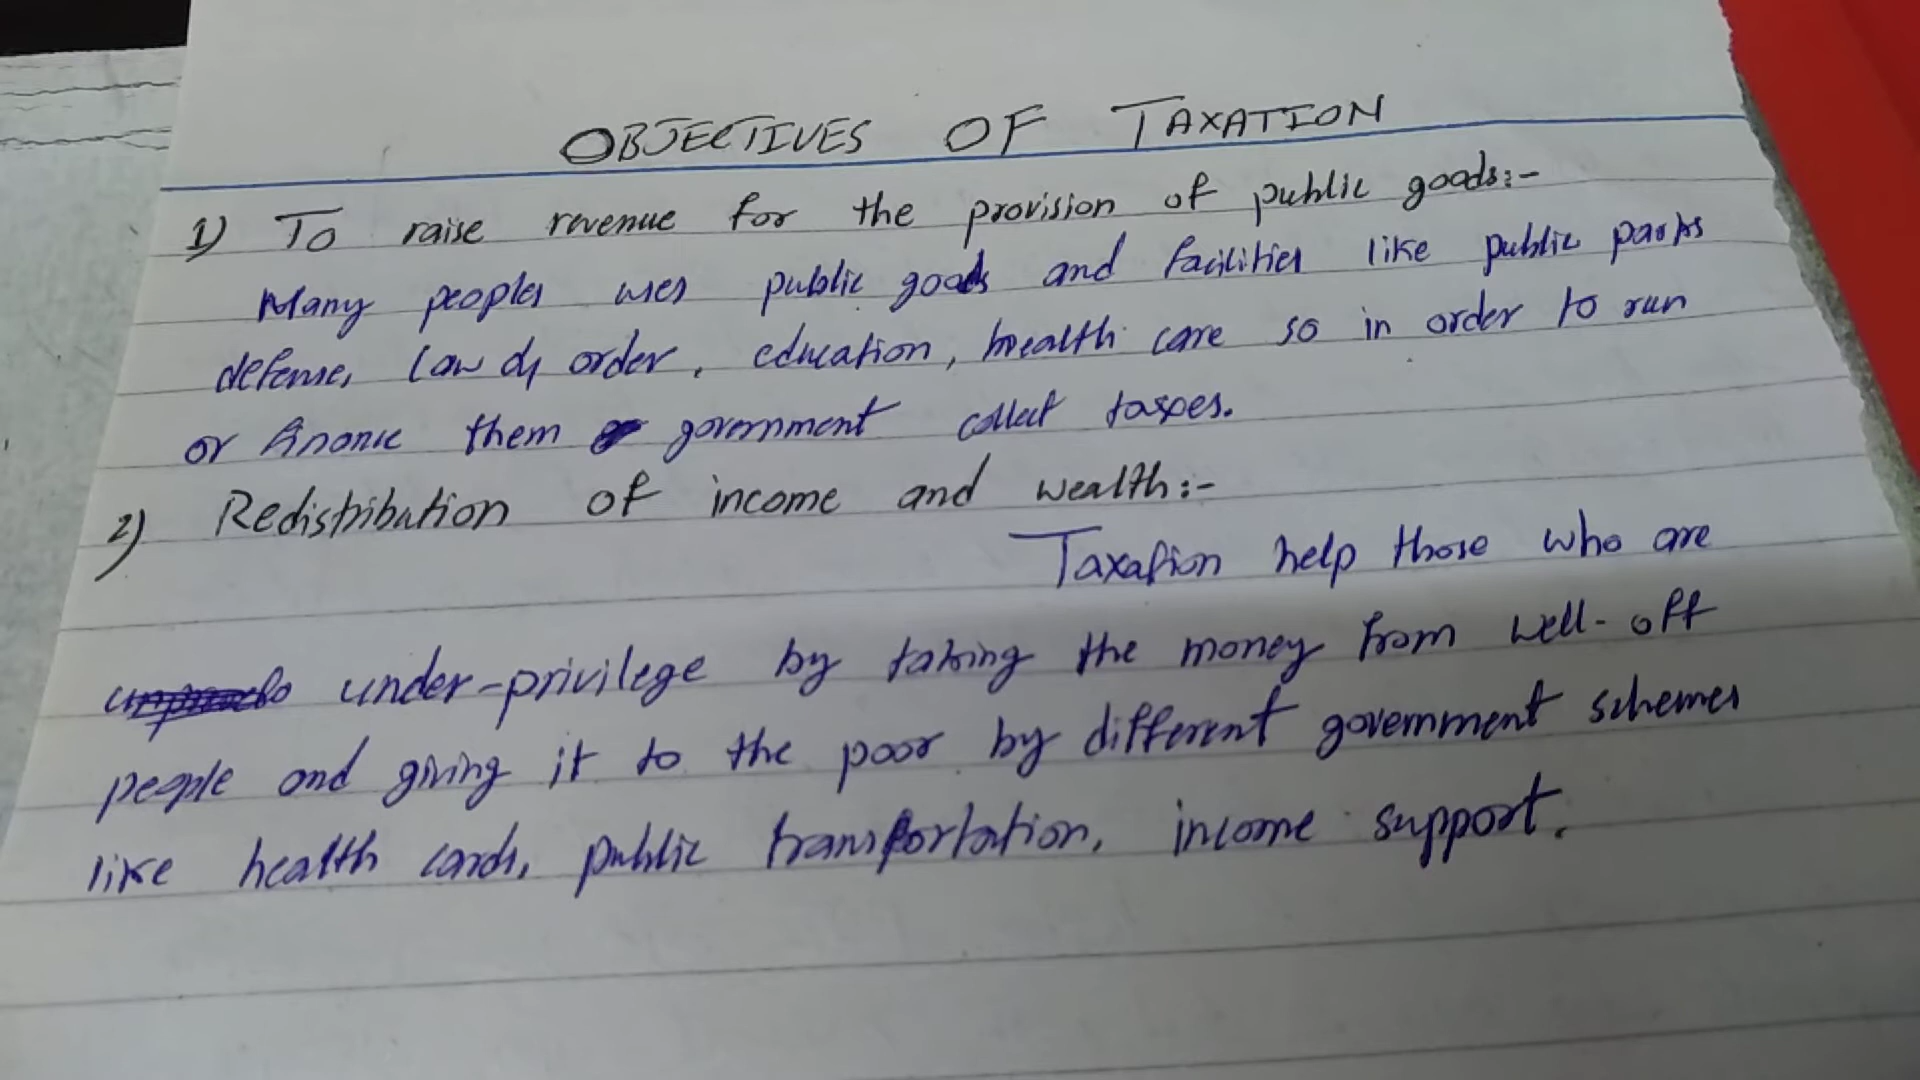 OBJECTIVES OF TAXATION
1) To raise revenue for the provision of public goods:-
Many peoples uses public goods and facilities like public parks
defense, law & order, education, health care so in order to run
or finance them government collect taxes.
2) Redistribution of income and wealth:-
Taxation help those who are
under-privilege by taking the money from well-off
people and giving it to the poor by different government schemes
like health cards, public transportation, income support.